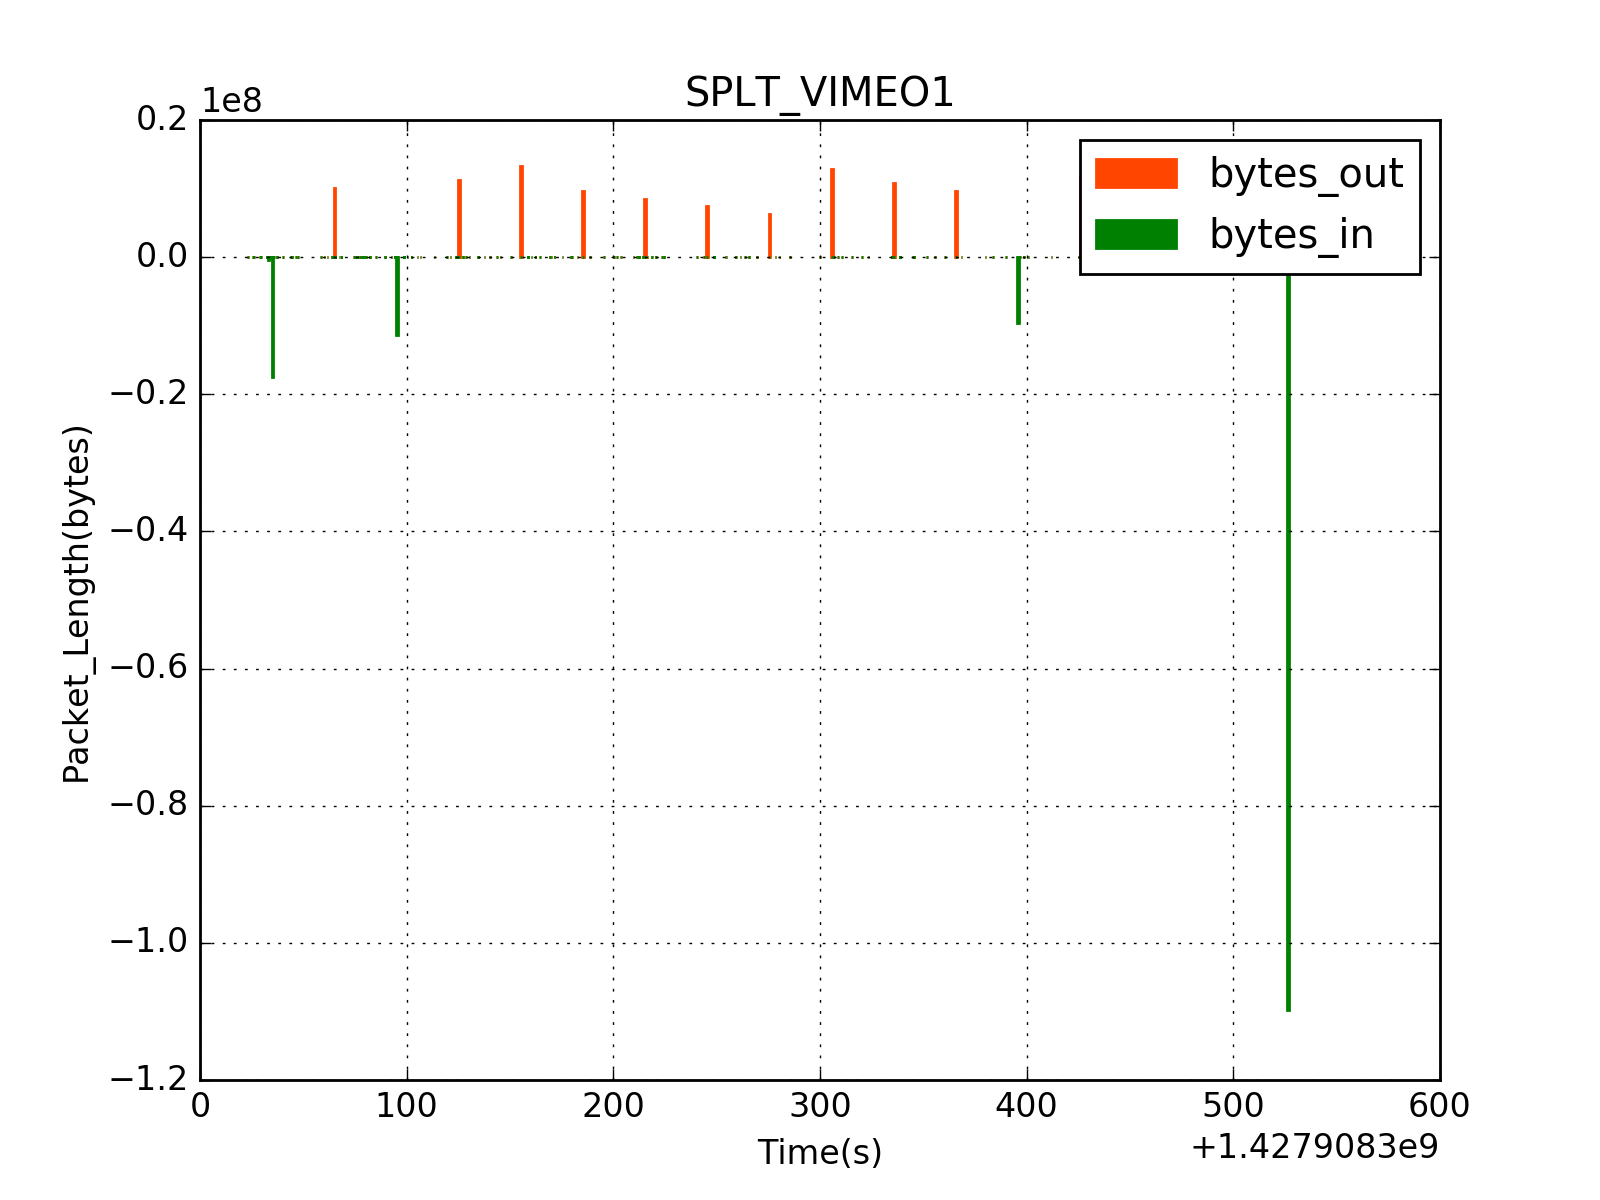 SPLT_VIMEO1
1e8
0.2
0.0
−0.2
−0.4
−0.6
−0.8
−1.0
−1.2
Packet_Length(bytes)
bytes_out
bytes_in
0 100 200 300 400 500 600
+1.4279083e9
Time(s)